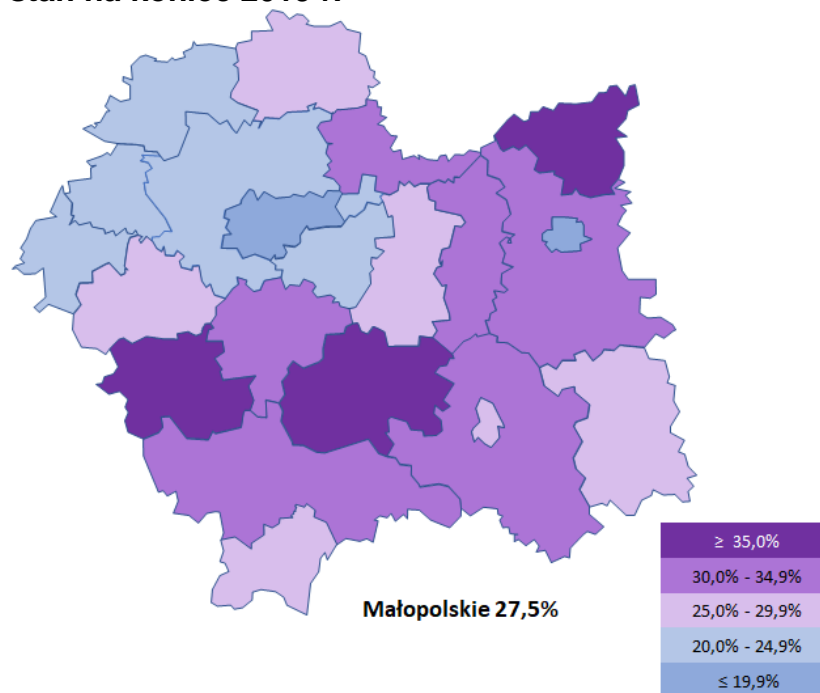 Małopolskie 27,5%
≥ 35,0%
30,0% - 34,9%
25,0% - 29,9%
20,0% - 24,9%
≤ 19,9%